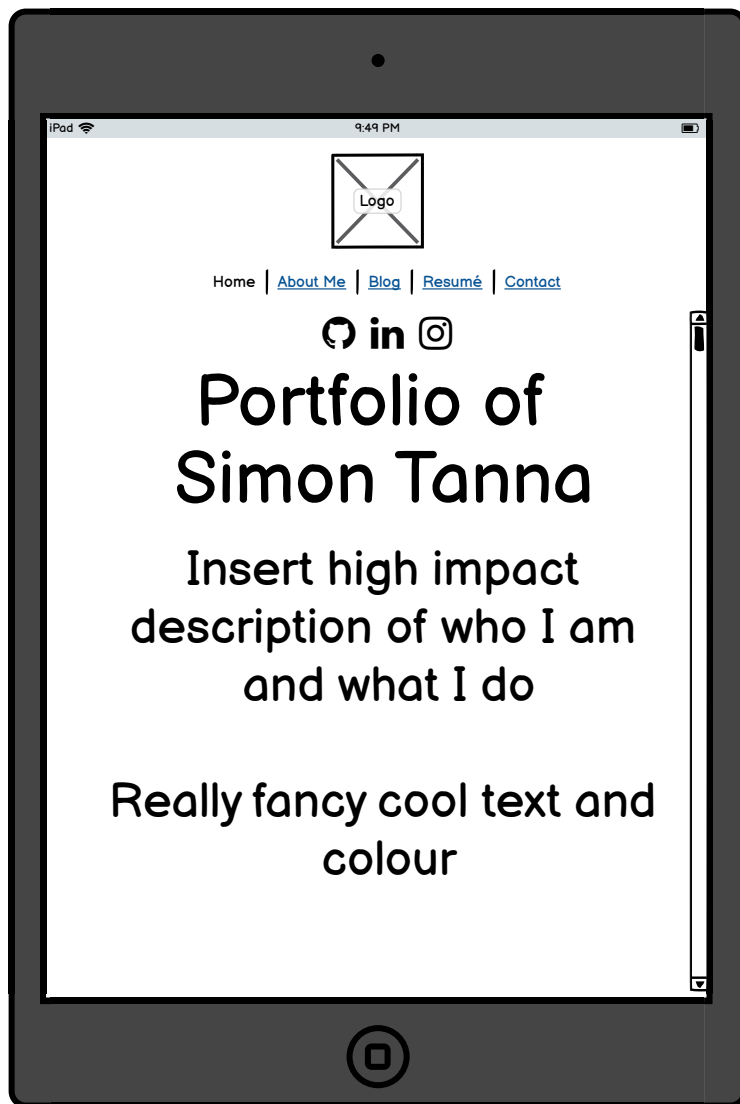 iPad 9:49 PM
Logo
Home About Me Blog Resumé Contact
in
Portfolio of
Simon Tanna
Insert high impact
description of who I am
and what I do
Really fancy cool text and
colour